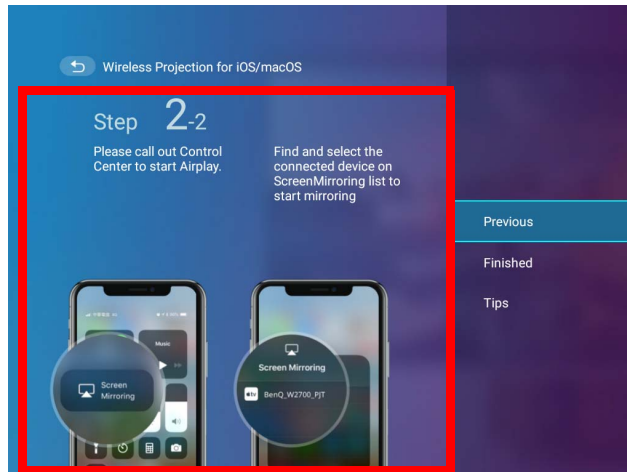 Wireless Projection for iOS/macOS
Step 2-2
Please call out Control
Center to start Airplay.
Find and select the
connected device on
ScreenMirroring list to
start mirroring
Previous
Finished
Tips
Music
Screen
Mirroring
Screen Mirroring
tv BenQ_W2700_PJT